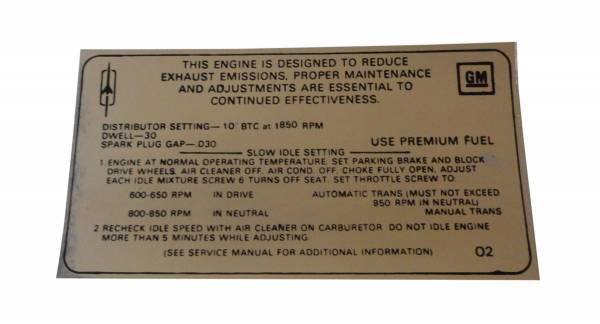 THIS ENGINE IS DESIGNED TO REDUCE
EXHAUST EMISSIONS, PROPER MAINTENANCE
AND ADJUSTMENTS ARE ESSENTIAL TO
CONTINUED EFFECTIVENESS.
GM
DISTRIBUTOR SETTING—10° BTC at 1850 RPM
DWELL—30
SPARK PLUG GAP—.030
USE PREMIUM FUEL
SLOW IDLE SETTING
1. ENGINE AT NORMAL OPERATING TEMPERATURE. SET PARKING BRAKE AND BLOCK
DRIVE WHEELS. AIR CLEANER OFF. AIR COND. OFF. CHOKE FULLY OPEN. ADJUST
EACH IDLE MIXTURE SCREW 6 TURNS OFF SEAT. SET THROTTLE SCREW TO:
600-650 RPM IN DRIVE AUTOMATIC TRANS (MUST NOT EXCEED
850 RPM IN NEUTRAL)
800-850 RPM IN NEUTRAL MANUAL TRANS
2 RECHECK IDLE SPEED WITH AIR CLEANER ON CARBURETOR DO NOT IDLE ENGINE
MORE THAN 5 MINUTES WHILE ADJUSTING.
(SEE SERVICE MANUAL FOR ADDITIONAL INFORMATION) O2